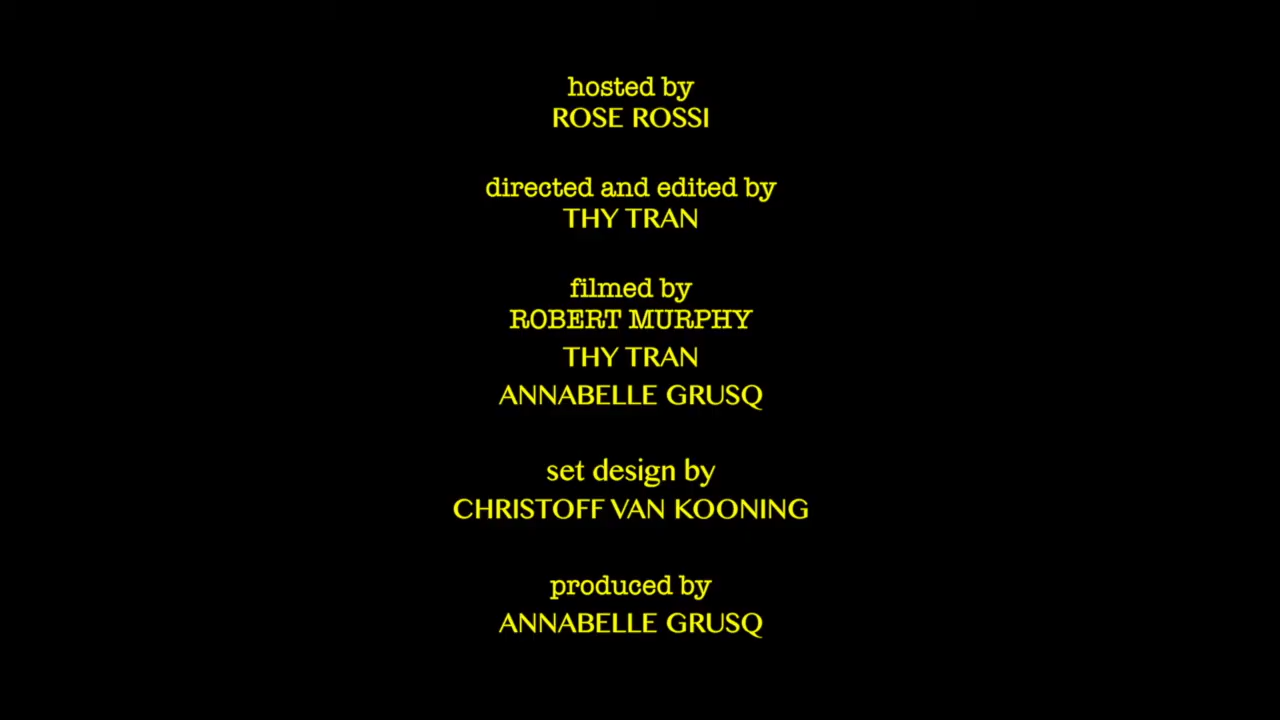 hosted by
ROSE ROSSI
directed and edited by
THY TRAN
filmed by
ROBERT MURPHY
THY TRAN
ANNABELLE GRUSQ
set design by
CHRISTOFF VAN KOONING
produced by
ANNABELLE GRUSQ